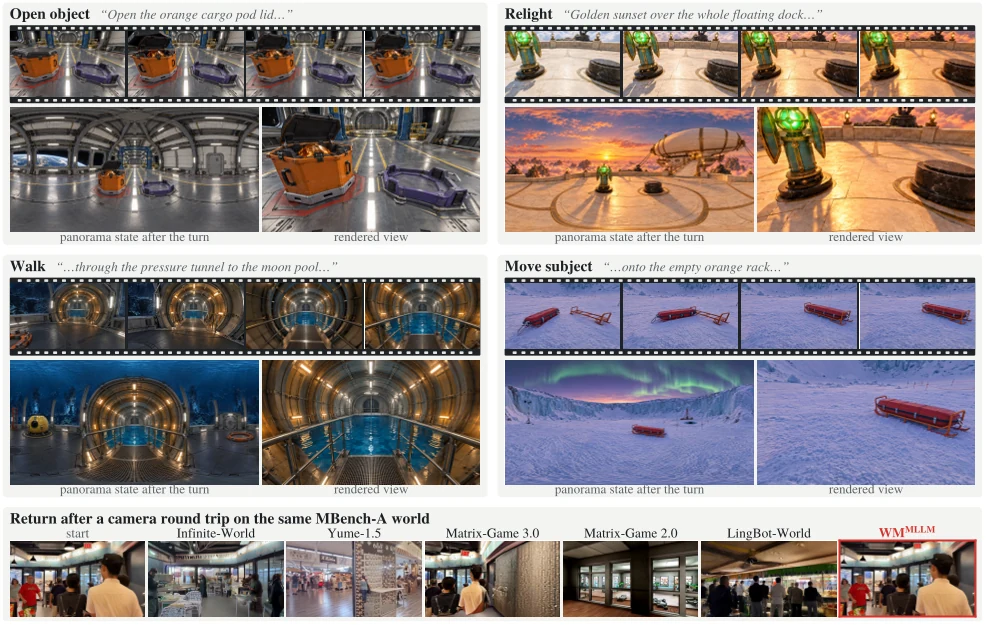 Open object “Open the orange cargo pod lid…”
panorama state after the turn
rendered view
Relight “Golden sunset over the whole floating dock…”
panorama state after the turn
rendered view
Walk “…through the pressure tunnel to the moon pool…”
panorama state after the turn
rendered view
Move subject “…onto the empty orange rack…”
panorama state after the turn
rendered view
Return after a camera round trip on the same MBench-A world
start
Infinite-World
Yume-1.5
Matrix-Game 3.0
Matrix-Game 2.0
LingBot-World
WM^MLLM